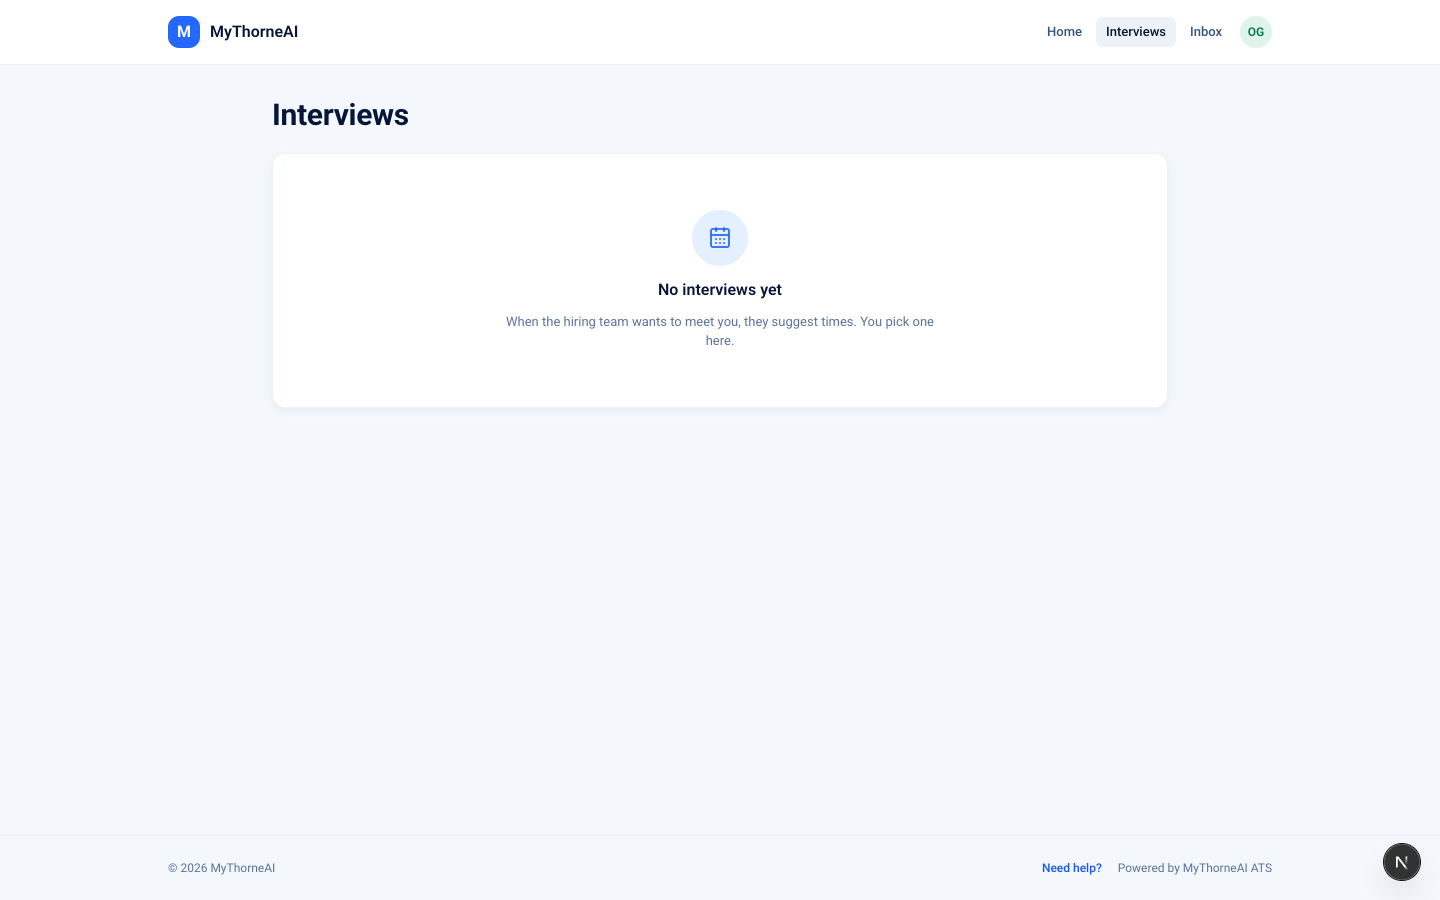 M MyThorneAI
Home Interviews Inbox OG
Interviews
No interviews yet
When the hiring team wants to meet you, they suggest times. You pick one
here.
© 2026 MyThorneAI
Need help? Powered by MyThorneAI ATS
N